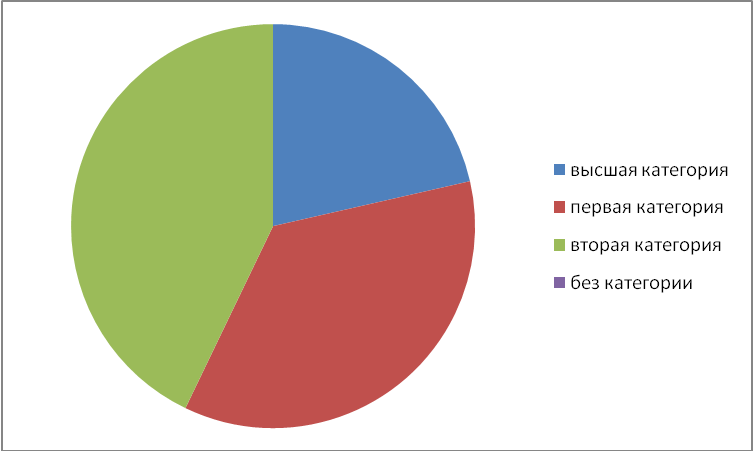 высшая категория
первая категория
вторая категория
без категории